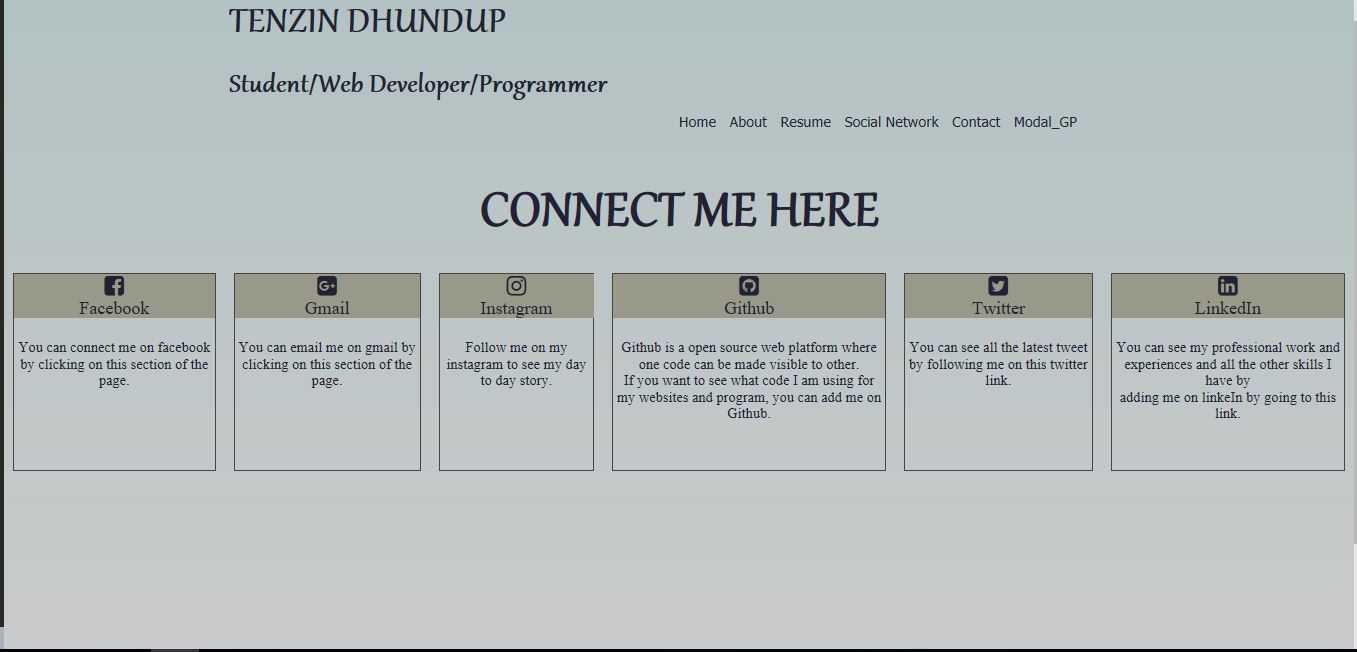 TENZIN DHUNDUP
Student/Web Developer/Programmer
Home About Resume Social Network Contact Modal_GP
CONNECT ME HERE
Facebook
You can connect me on facebook
by clicking on this section of the
page.
Gmail
You can email me on gmail by
clicking on this section of the
page.
Instagram
Follow me on my
instagram to see my day
to day story.
Github
Github is a open source web platform where
one code can be made visible to other.
If you want to see what code I am using for
my websites and program, you can add me on
Github.
Twitter
You can see all the latest tweet
by following me on this twitter
link.
LinkedIn
You can see my professional work and
experiences and all the other skills I
have by
adding me on linkeIn by going to this
link.